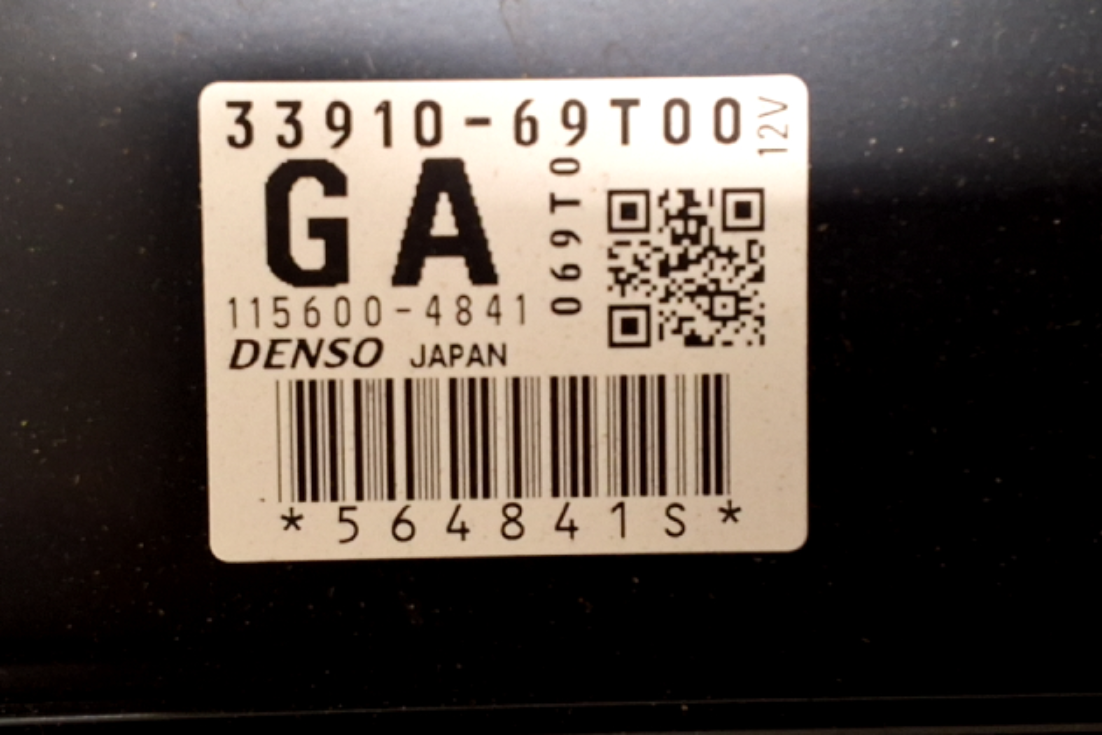 33910-69T00
12V
GA
069T0
115600-4841
DENSO JAPAN
*564841S*